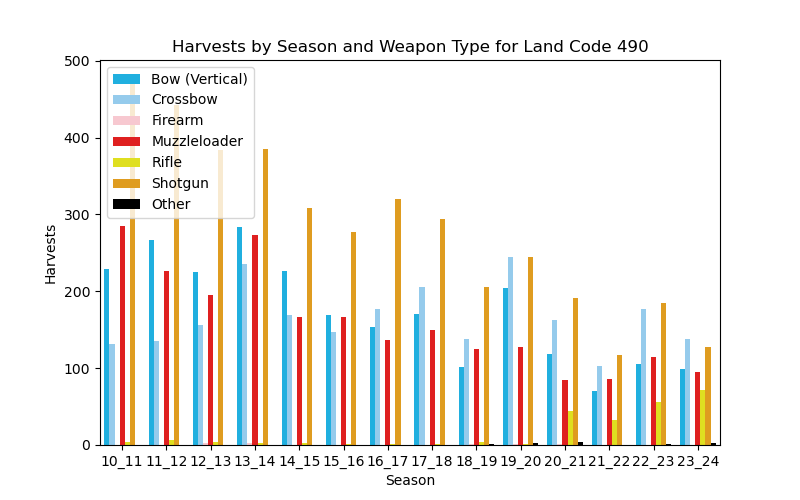 Harvests by Season and Weapon Type for Land Code 490
500
400
300
200
100
0
Harvests
Bow (Vertical)
Crossbow
Firearm
Muzzleloader
Rifle
Shotgun
Other
10_11 11_12 12_13 13_14 14_15 15_16 16_17 17_18 18_19 19_20 20_21 21_22 22_23 23_24
Season